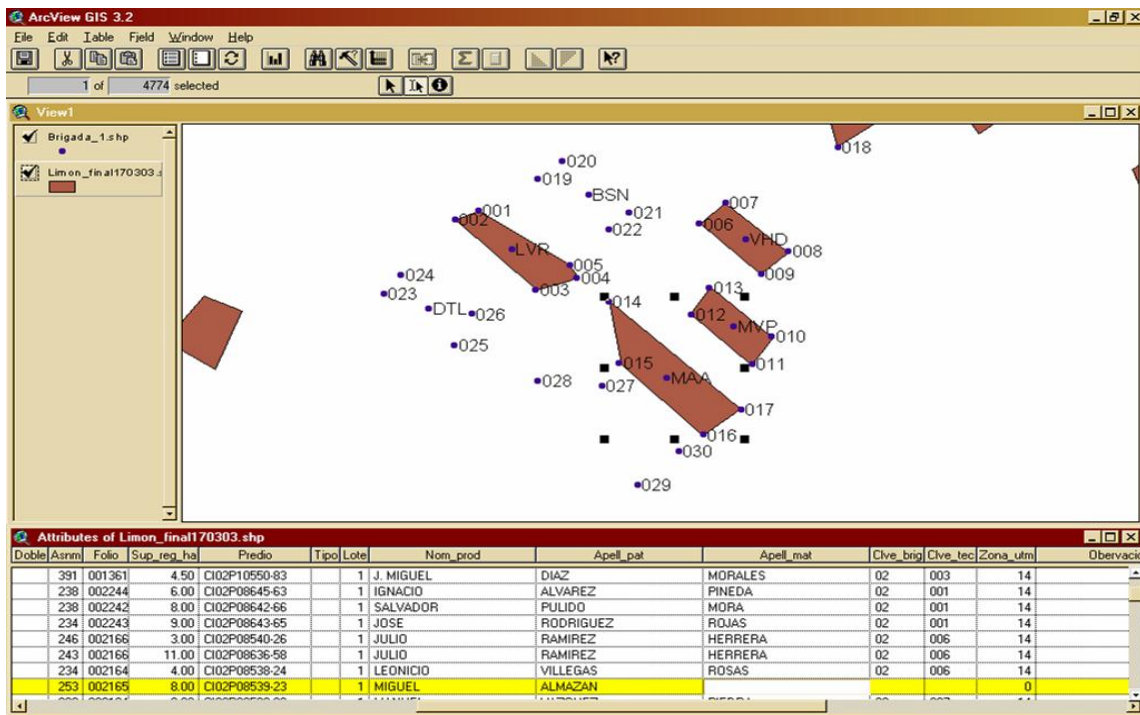 ArcView GIS 3.2
File Edit Table Field Window Help
1 of 4774 selected
View1
Brigada_1.shp
Limon_final170303.s
018
020
019
BSN
001
002
021
022
007
006
VHD
008
LVR
005
004
003
009
024
023
DTL
026
025
014
013
012
MVP
010
015
011
028
027
MAA
017
016
030
029
Attributes of Limon_final170303.shp
Doble Asnm Folio Sup_reg_ha Predio Tipo Lote Nom_prod Apell_pat Apell_mat Clve_brig Clve_tec Zona_utm Obervacio
391 001361 4.50 CI02P10550-83 1 J. MIGUEL DIAZ MORALES 02 003 14
238 002244 6.00 CI02P08645-63 1 IGNACIO ALVAREZ PINEDA 02 001 14
238 002242 8.00 CI02P08642-66 1 SALVADOR PULIDO MORA 02 001 14
234 002243 9.00 CI02P08643-65 1 JOSE RODRIGUEZ ROJAS 02 001 14
246 002166 3.00 CI02P08540-26 1 JULIO RAMIREZ HERRERA 02 006 14
243 002166 11.00 CI02P08636-58 1 JULIO RAMIREZ HERRERA 02 006 14
234 002164 4.00 CI02P08538-24 1 LEONICIO VILLEGAS ROSAS 02 006 14
253 002165 8.00 CI02P08539-23 1 MIGUEL ALMAZAN 0